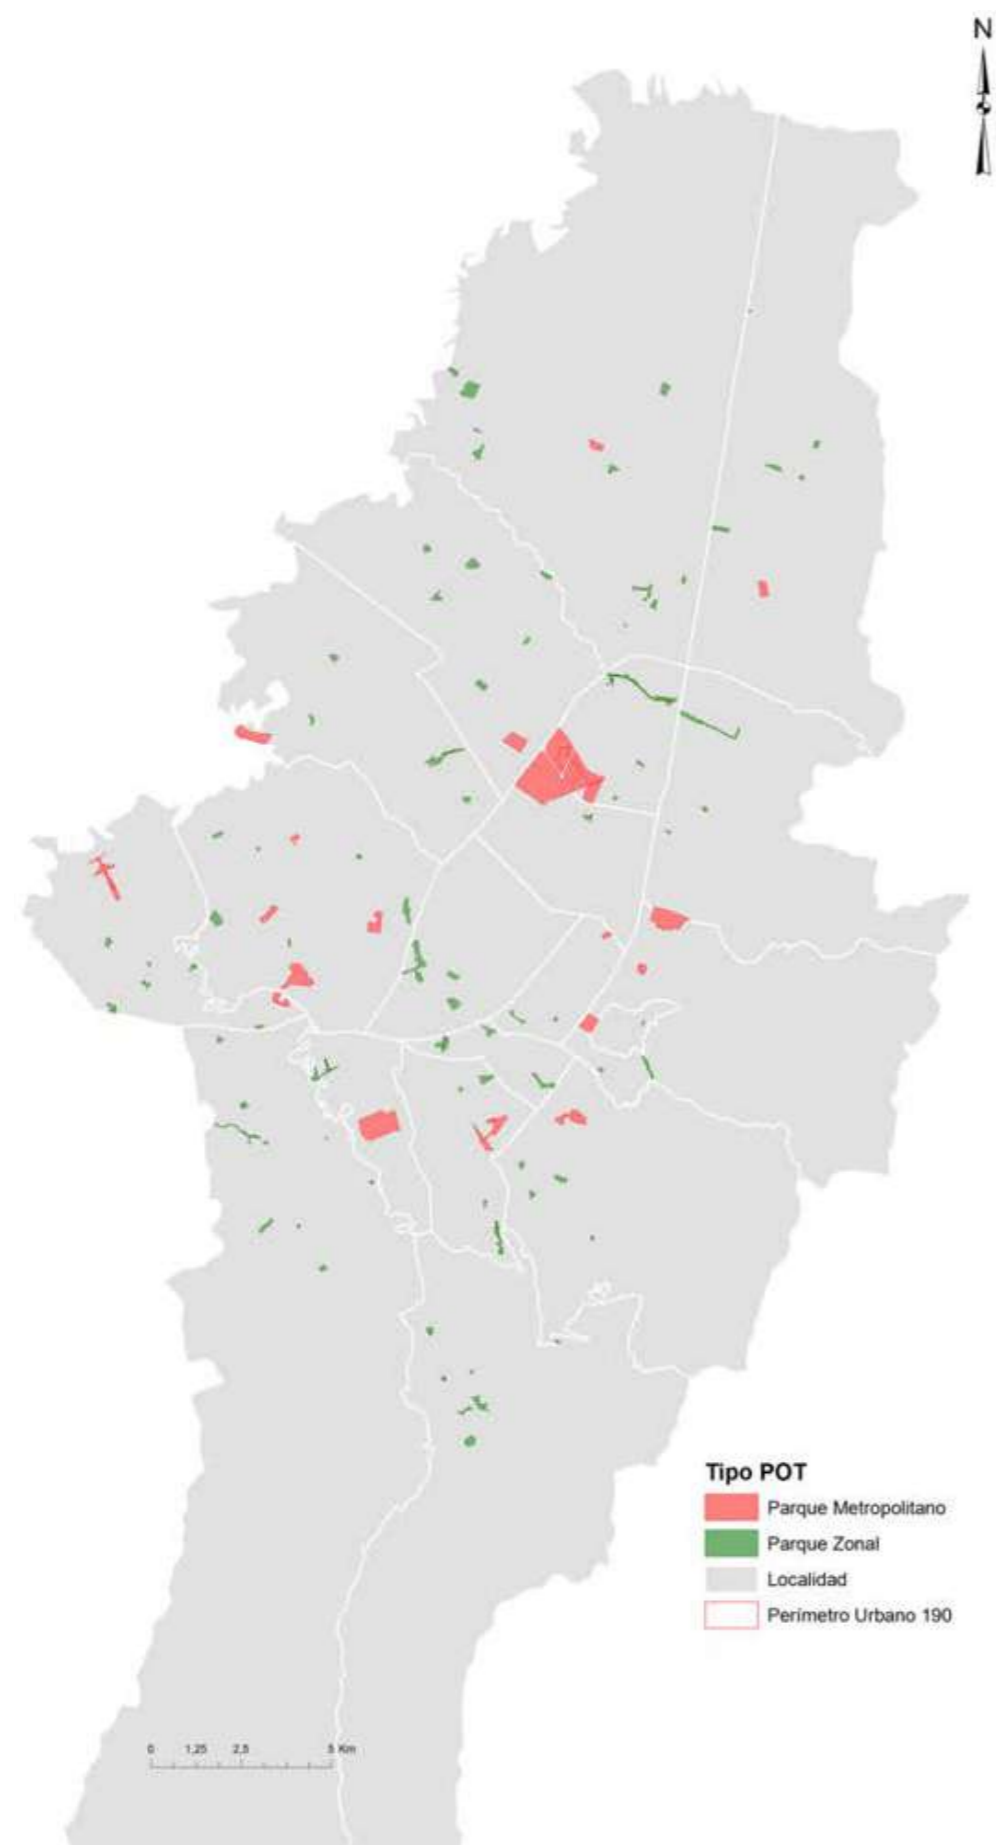 N
Tipo POT
Parque Metropolitano
Parque Zonal
Localidad
Perímetro Urbano 190
0 1,25 2,5 5 Km